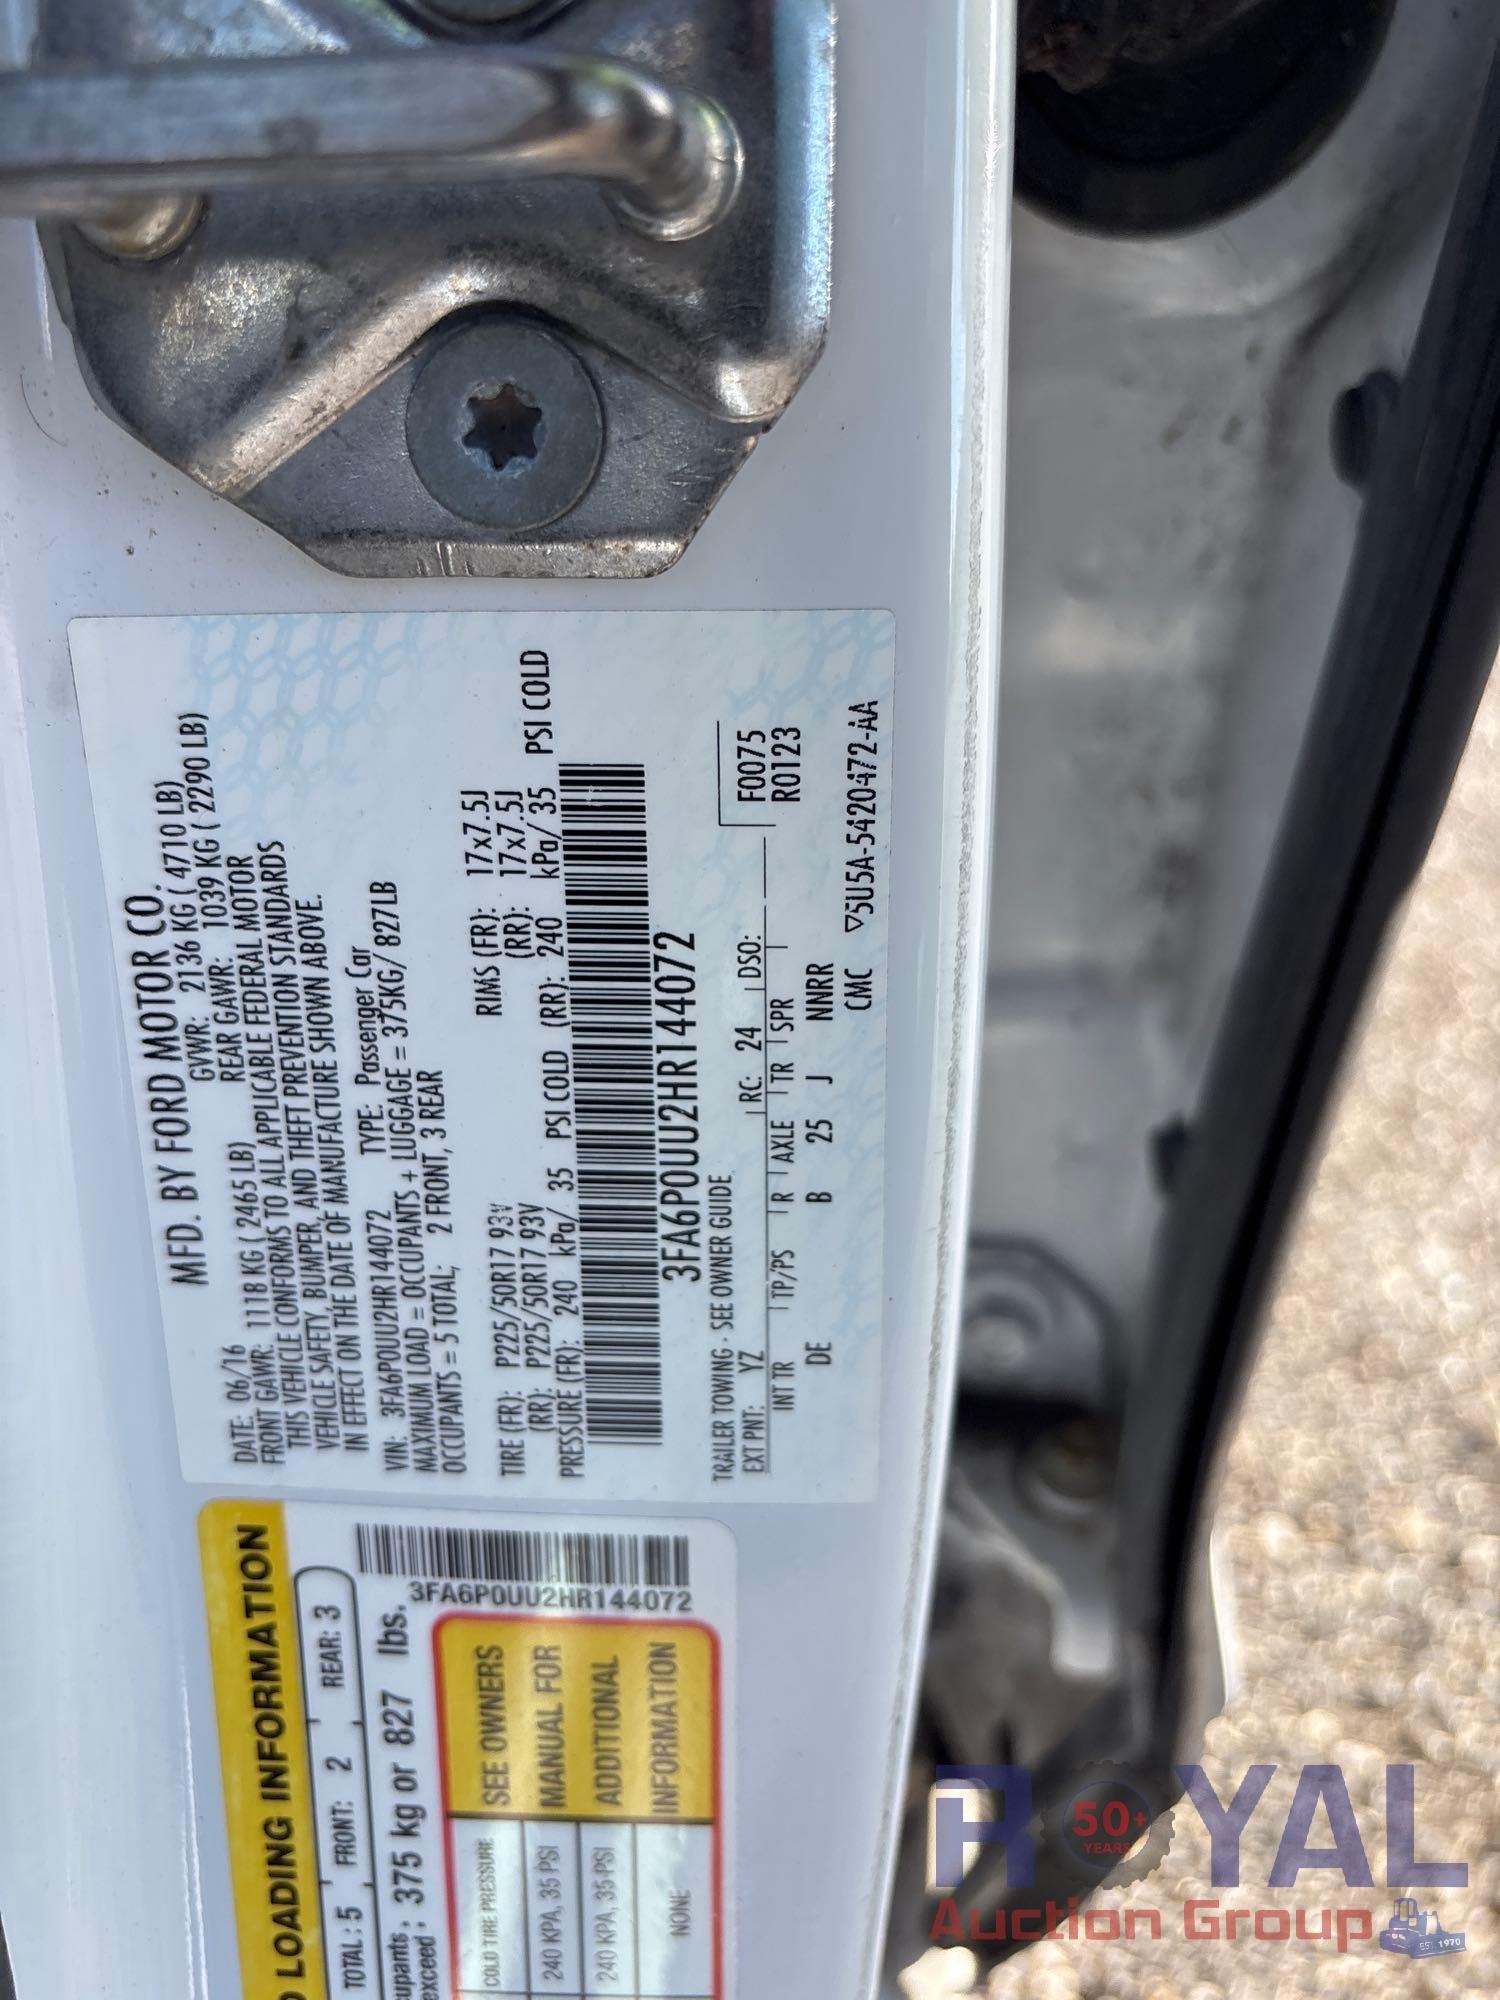 MFD. BY FORD MOTOR CO.
DATE: 06/16 GVWR: 2136 KG ( 4710 LB)
FRONT GAWR: 1118 KG ( 2465 LB) REAR GAWR: 1039 KG ( 2290 LB)
THIS VEHICLE CONFORMS TO ALL APPLICABLE FEDERAL MOTOR
VEHICLE SAFETY, BUMPER, AND THEFT PREVENTION STANDARDS
IN EFFECT ON THE DATE OF MANUFACTURE SHOWN ABOVE.
VIN: 3FA6P0UU2HR144072 TYPE: Passenger Car
MAXIMUM LOAD = OCCUPANTS + LUGGAGE = 375KG/ 827LB
OCCUPANTS = 5 TOTAL; 2 FRONT, 3 REAR
TIRE (FR): P225/50R17 93V RIMS (FR): 17x7.5J
(RR): P225/50R17 93V (RR): 17x7.5J
PRESSURE (FR): 240 kPa/ 35 PSI COLD (RR): 240 kPa/ 35 PSI COLD
3FA6P0UU2HR144072
TRAILER TOWING - SEE OWNER GUIDE
EXT PNT: YZ RC: 24 DSO: F0075
R0123
INT TR TP/PS R AXLE TR SPR
DE B 25 J NNRR
CMC ▽5U5A-5420472-AA
LOADING INFORMATION
TOTAL : 5 FRONT: 2 REAR: 3
upants
exceed : 375 kg or 827 lbs.
3FA6P0UU2HR144072
COLD TIRE PRESSURE
240 KPA, 35 PSI
240 KPA, 35 PSI
NONE
SEE OWNERS
MANUAL FOR
ADDITIONAL
INFORMATION
ROYAL
50+
YEARS
Auction Group
EST. 1970